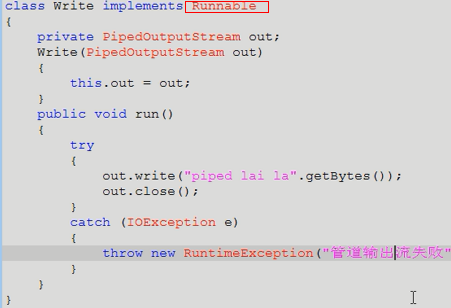 class Write implements Runnable
{
    private PipedOutputStream out;
    Write(PipedOutputStream out)
    {
        this.out = out;
    }
    public void run()
    {
        try
        {
            out.write("piped lai la".getBytes());
            out.close();
        }
        catch (IOException e)
        {
            throw new RuntimeException("管道输出流失败"
        }
    }
}